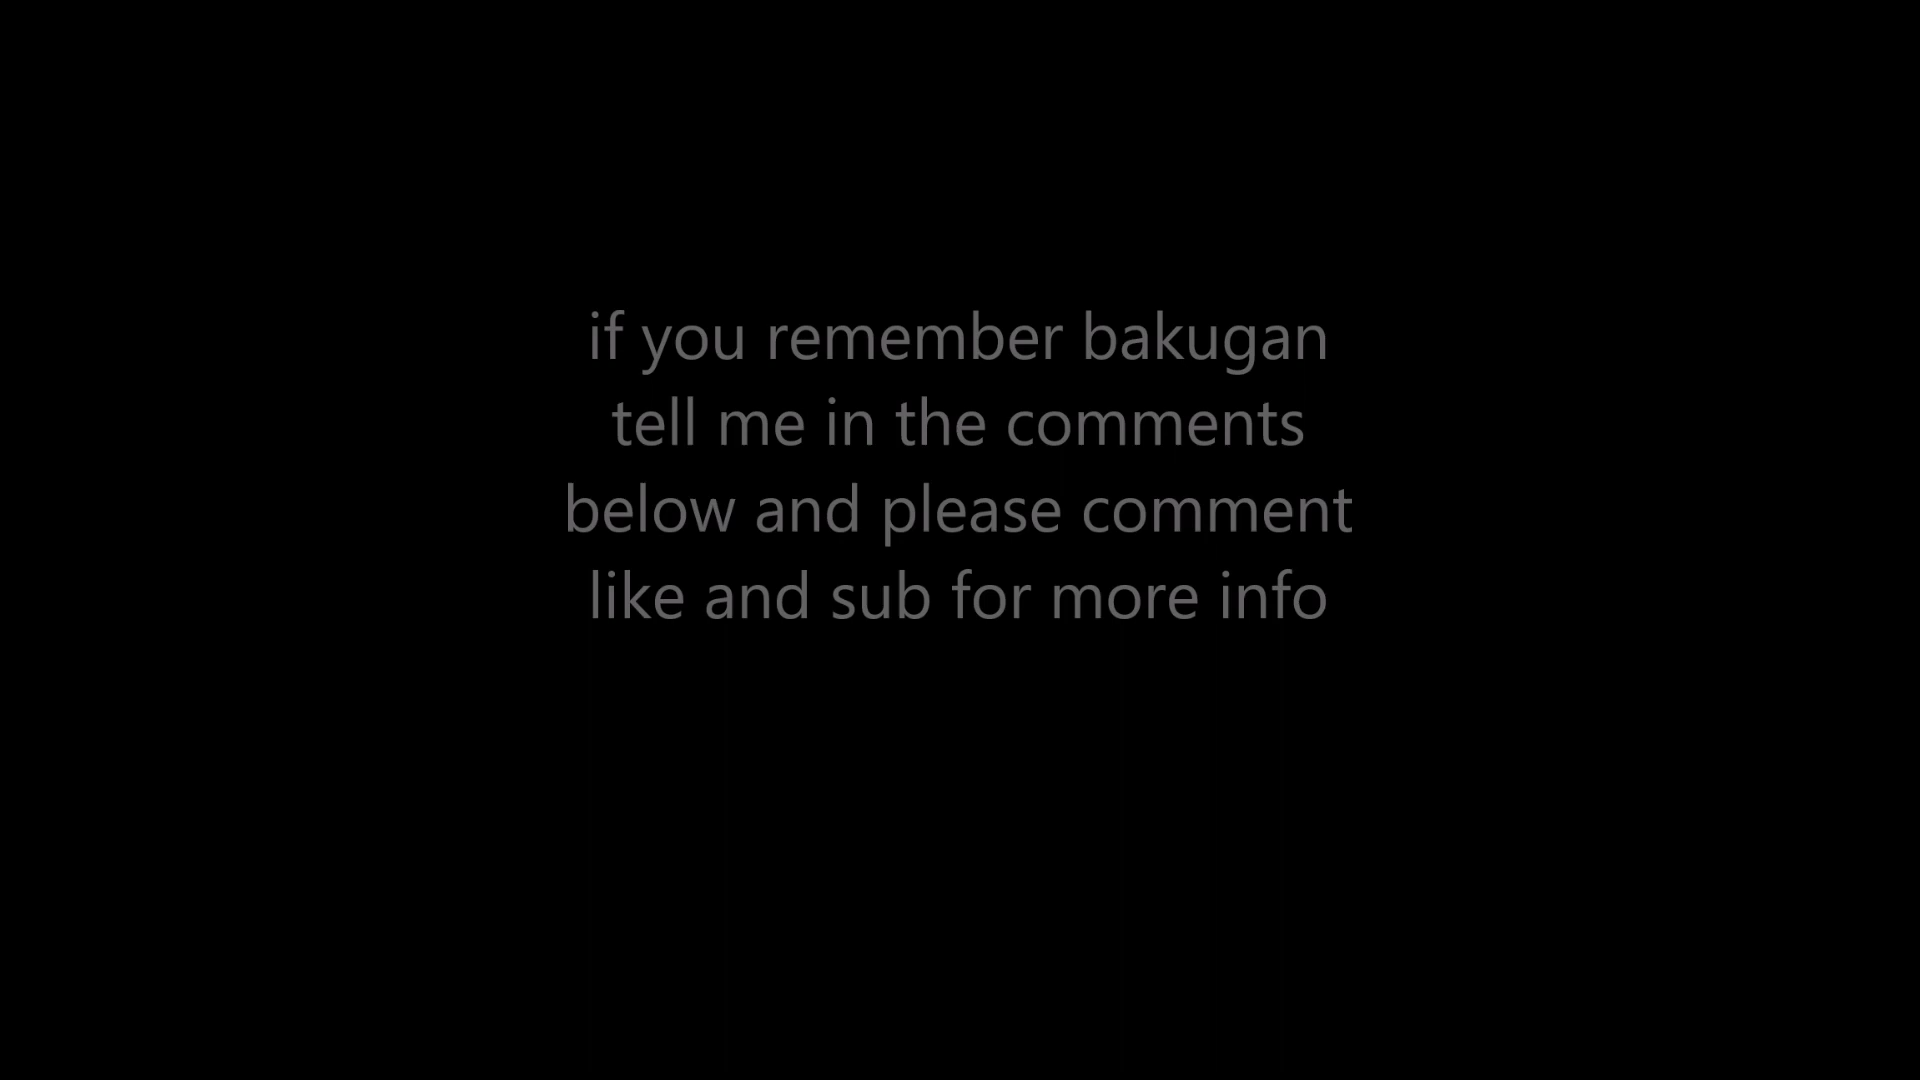 if you remember bakugan
tell me in the comments
below and please comment
like and sub for more info